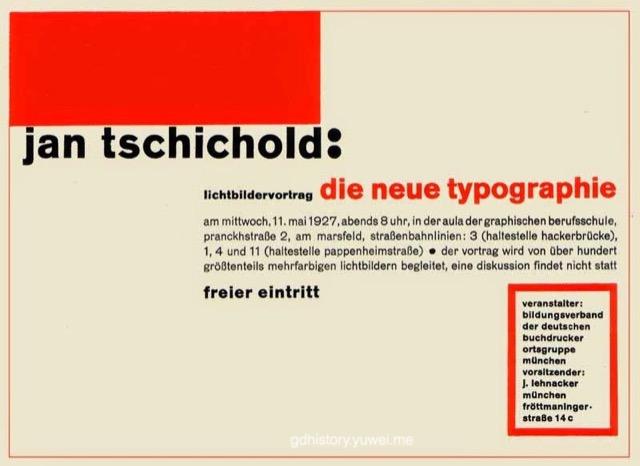 jan tschichold:
lichtbildervortrag die neue typographie
am mittwoch, 11. mai 1927, abends 8 uhr, in der aula der graphischen berufsschule,
pranckhstraße 2, am marsfeld, straßenbahnlinien: 3 (haltestelle hackerbrücke),
1, 4 und 11 (haltestelle pappenheimstraße) ● der vortrag wird von über hundert
größtenteils mehrfarbigen lichtbildern begleitet, eine diskussion findet nicht statt
freier eintritt
veranstalter:
bildungsverband
der deutschen
buchdrucker
ortsgruppe
münchen
vorsitzender:
j. lehnacker
münchen
fröttmaninger-
straße 14 c
gdhistory.yuwei.me